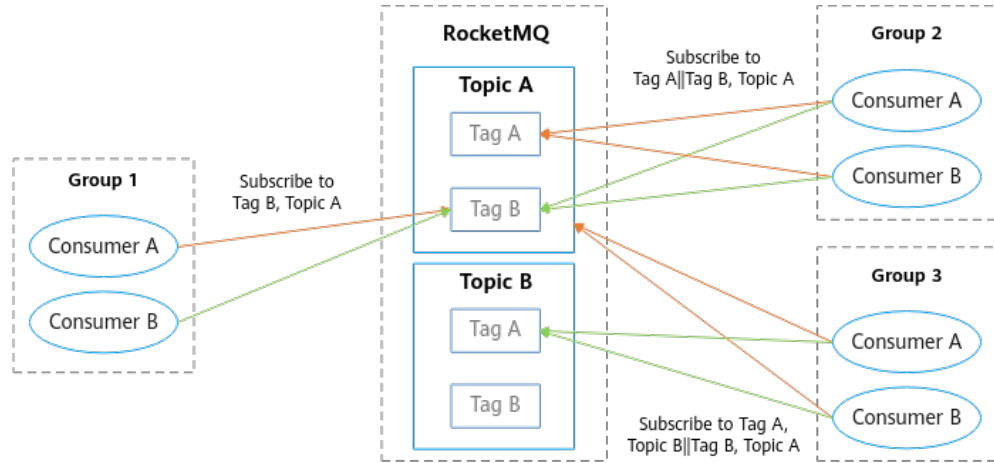 Group 1
Consumer A
Consumer B
Subscribe to
Tag B, Topic A
RocketMQ
Topic A
Tag A
Tag B
Topic B
Tag A
Tag B
Subscribe to
Tag A||Tag B, Topic A
Group 2
Consumer A
Consumer B
Group 3
Consumer A
Consumer B
Subscribe to Tag A,
Topic B||Tag B, Topic A